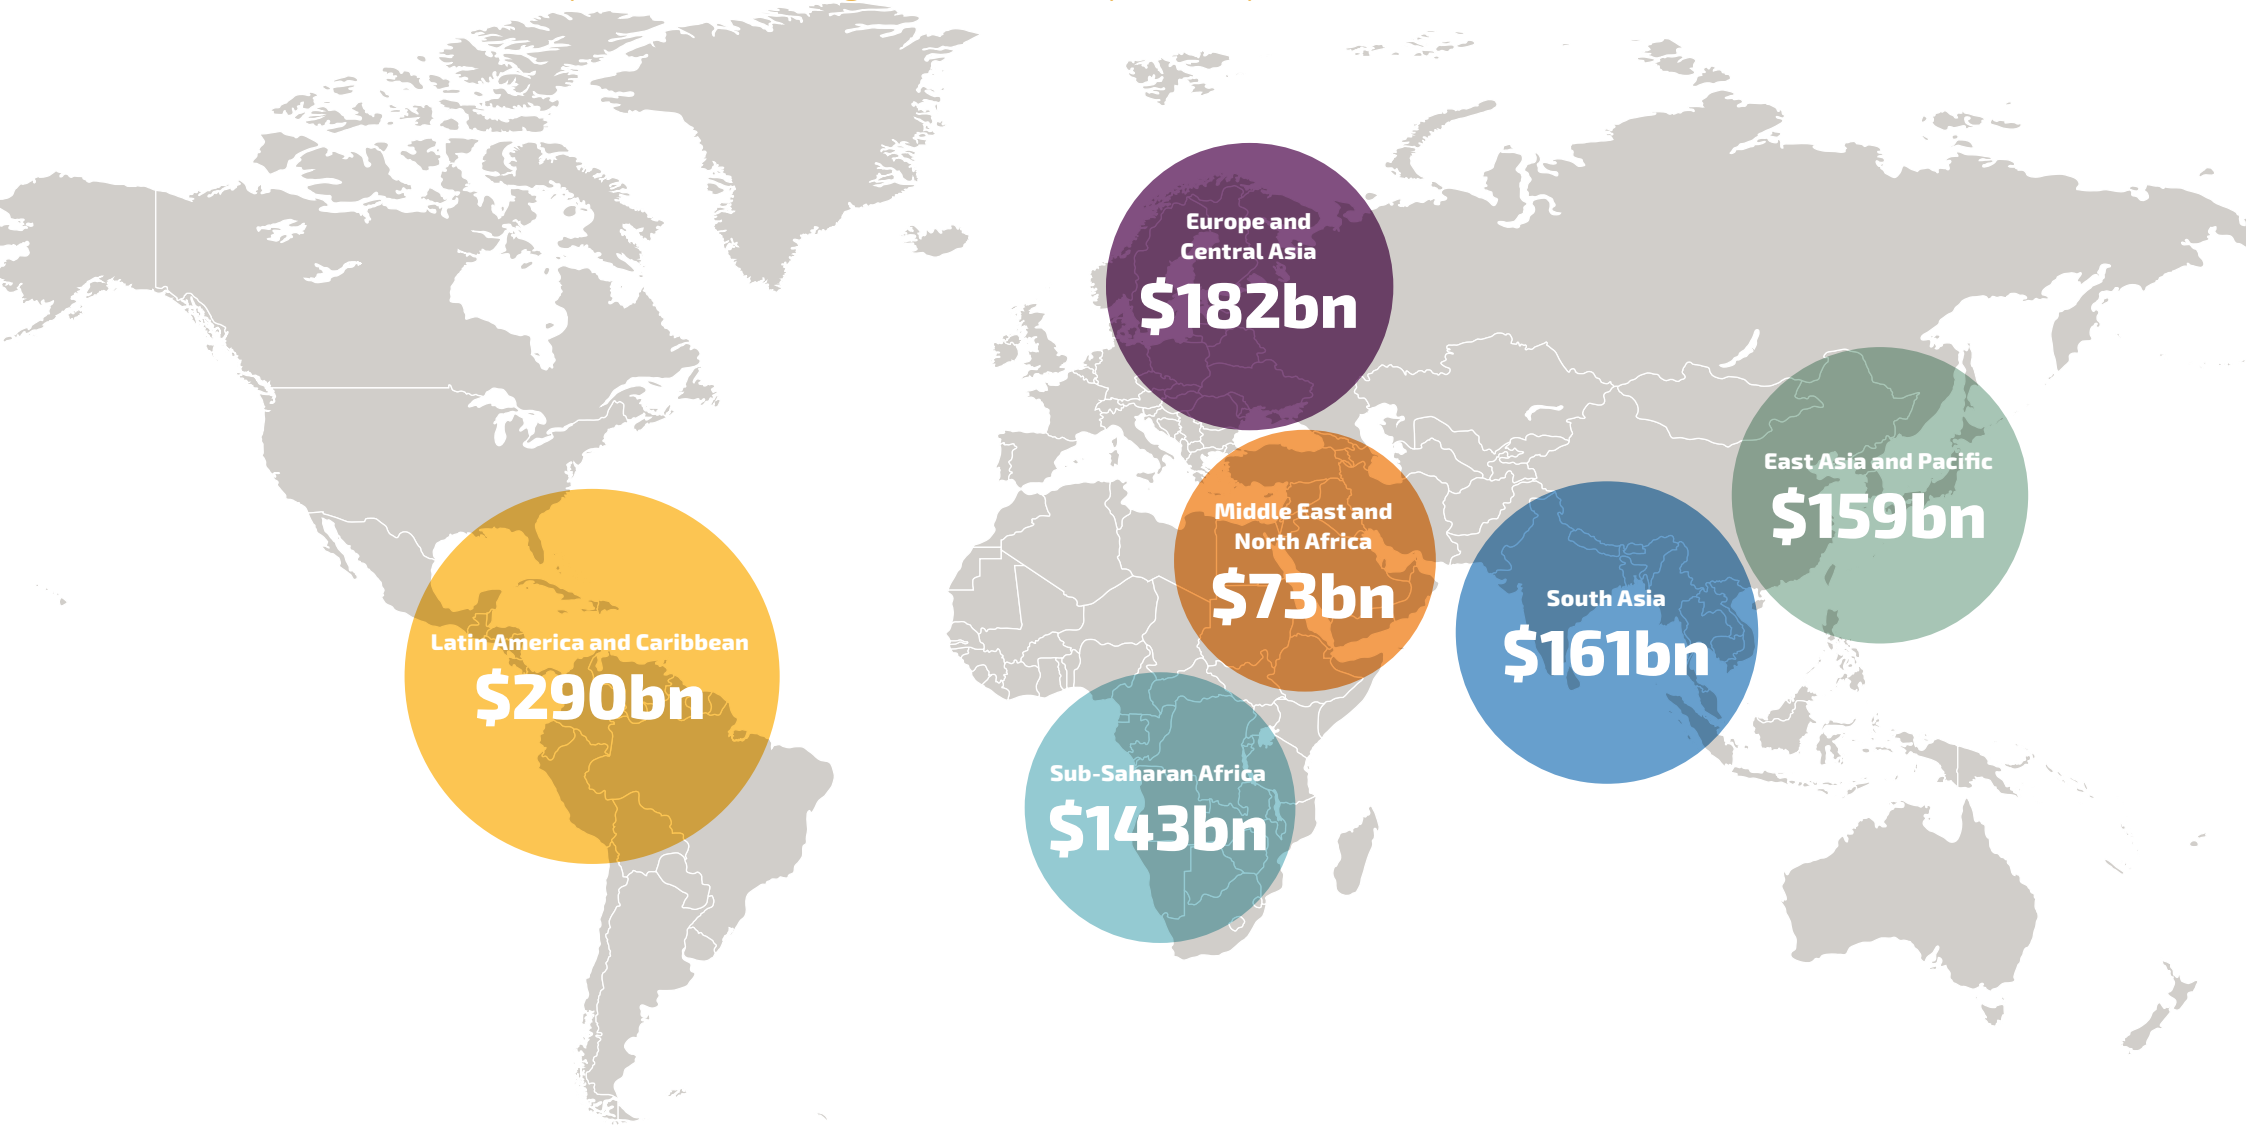 Europe and
Central Asia
$182bn
East Asia and Pacific
$159bn
Middle East and
North Africa
$73bn
South Asia
$161bn
Latin America and Caribbean
$290bn
Sub-Saharan Africa
$143bn